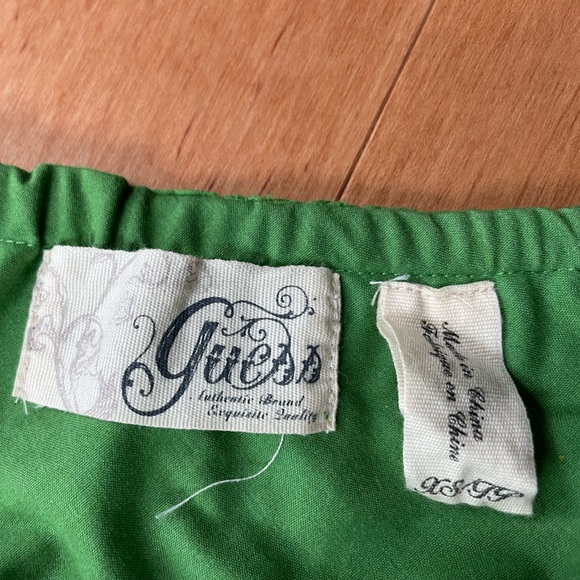 Guess
Authentic Brand
Exquisite Quality
Made in China
Fabriqué en Chine
XS/TP